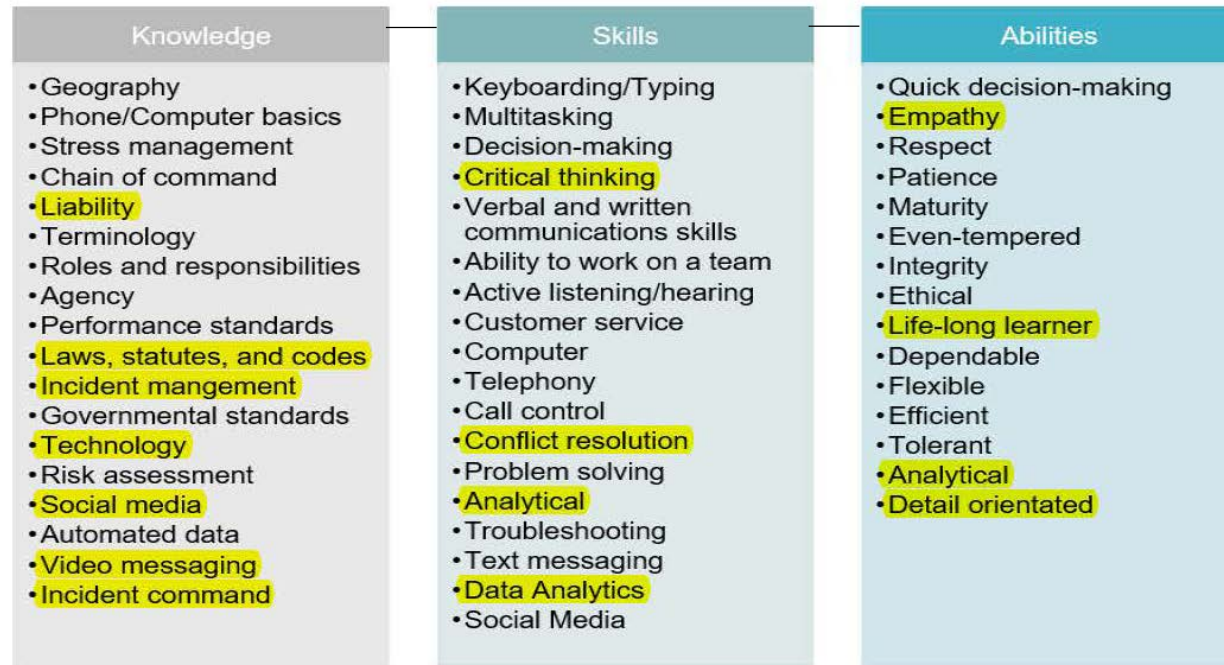 Knowledge
• Geography
• Phone/Computer basics
• Stress management
• Chain of command
• Liability
• Terminology
• Roles and responsibilities
• Agency
• Performance standards
• Laws, statutes, and codes
• Incident mangement
• Governmental standards
• Technology
• Risk assessment
• Social media
• Automated data
• Video messaging
• Incident command
Skills
• Keyboarding/Typing
• Multitasking
• Decision-making
• Critical thinking
• Verbal and written
communications skills
• Ability to work on a team
• Active listening/hearing
• Customer service
• Computer
• Telephony
• Call control
• Conflict resolution
• Problem solving
• Analytical
• Troubleshooting
• Text messaging
• Data Analytics
• Social Media
Abilities
• Quick decision-making
• Empathy
• Respect
• Patience
• Maturity
• Even-tempered
• Integrity
• Ethical
• Life-long learner
• Dependable
• Flexible
• Efficient
• Tolerant
• Analytical
• Detail orientated